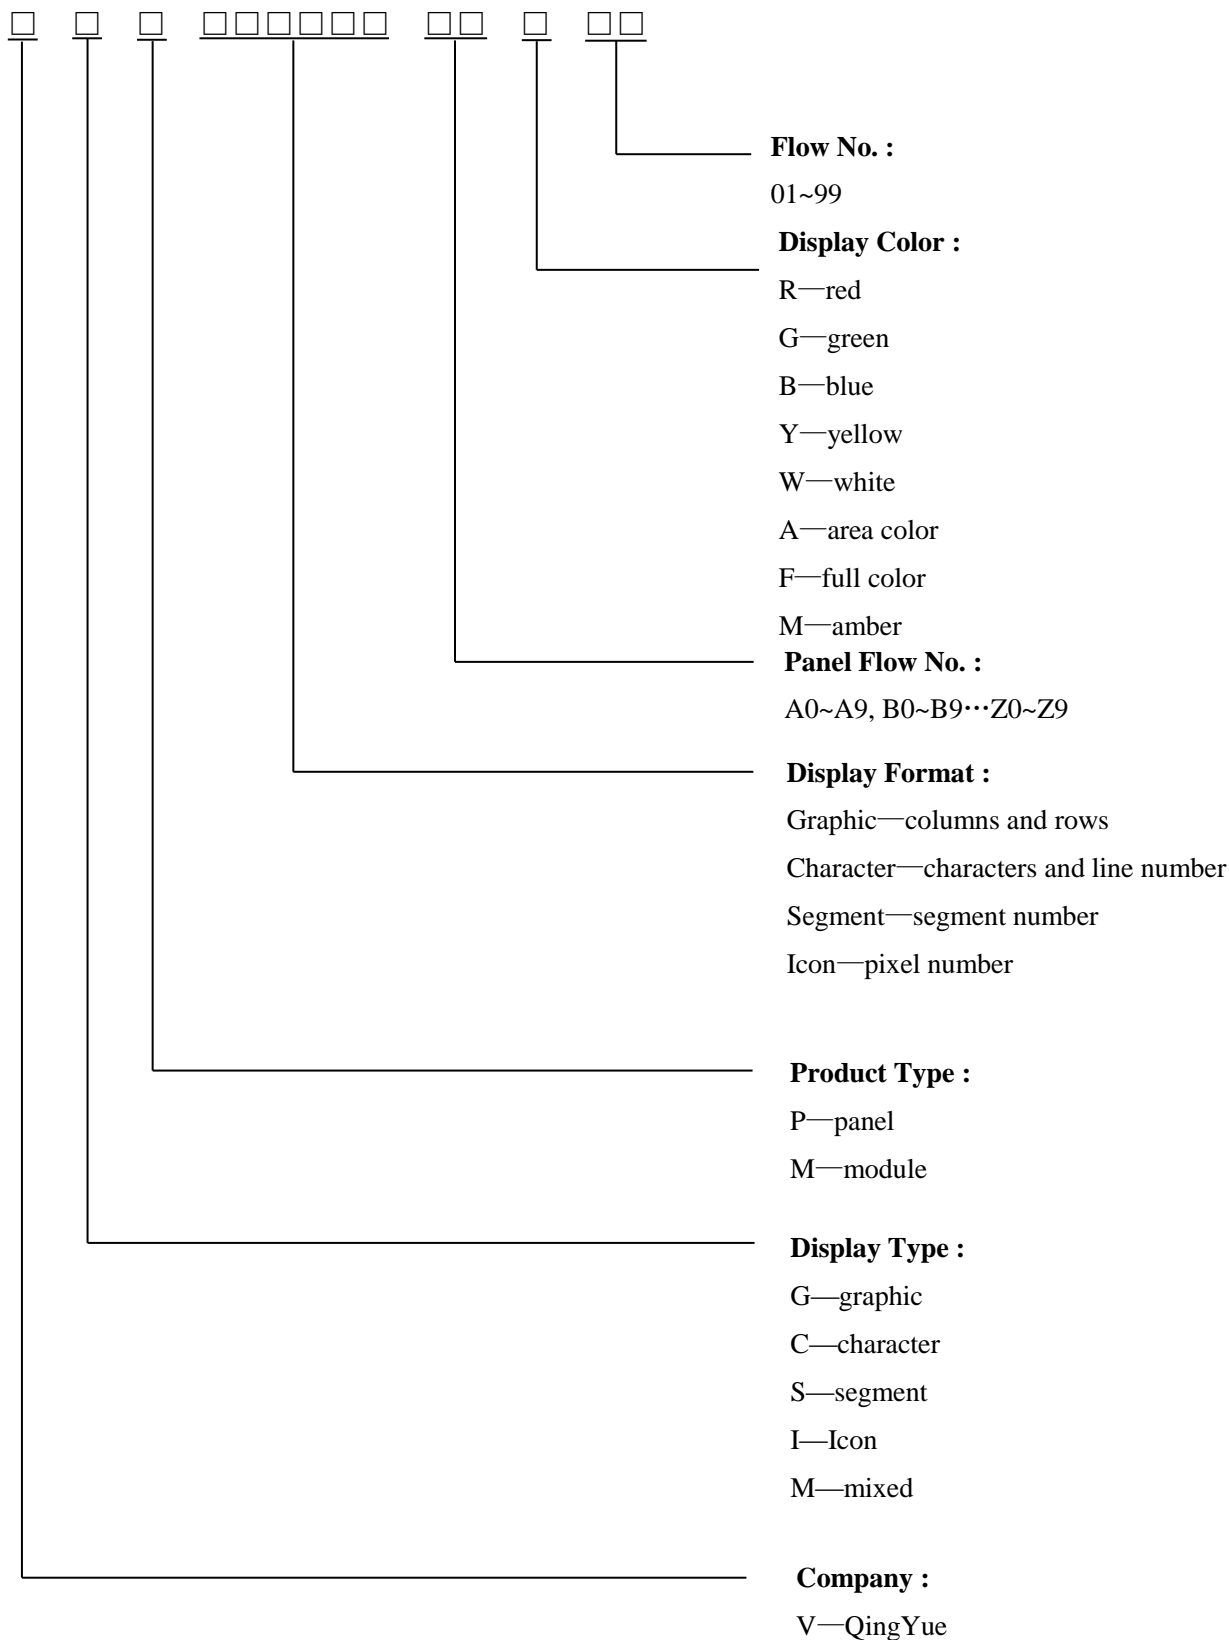 □ □ □ □□□□□□ □□ □ □□
Flow No. :
01~99
Display Color :
R—red
G—green
B—blue
Y—yellow
W—white
A—area color
F—full color
M—amber
Panel Flow No. :
A0~A9, B0~B9⋯Z0~Z9
Display Format :
Graphic—columns and rows
Character—characters and line number
Segment—segment number
Icon—pixel number
Product Type :
P—panel
M—module
Display Type :
G—graphic
C—character
S—segment
I—Icon
M—mixed
Company :
V—QingYue